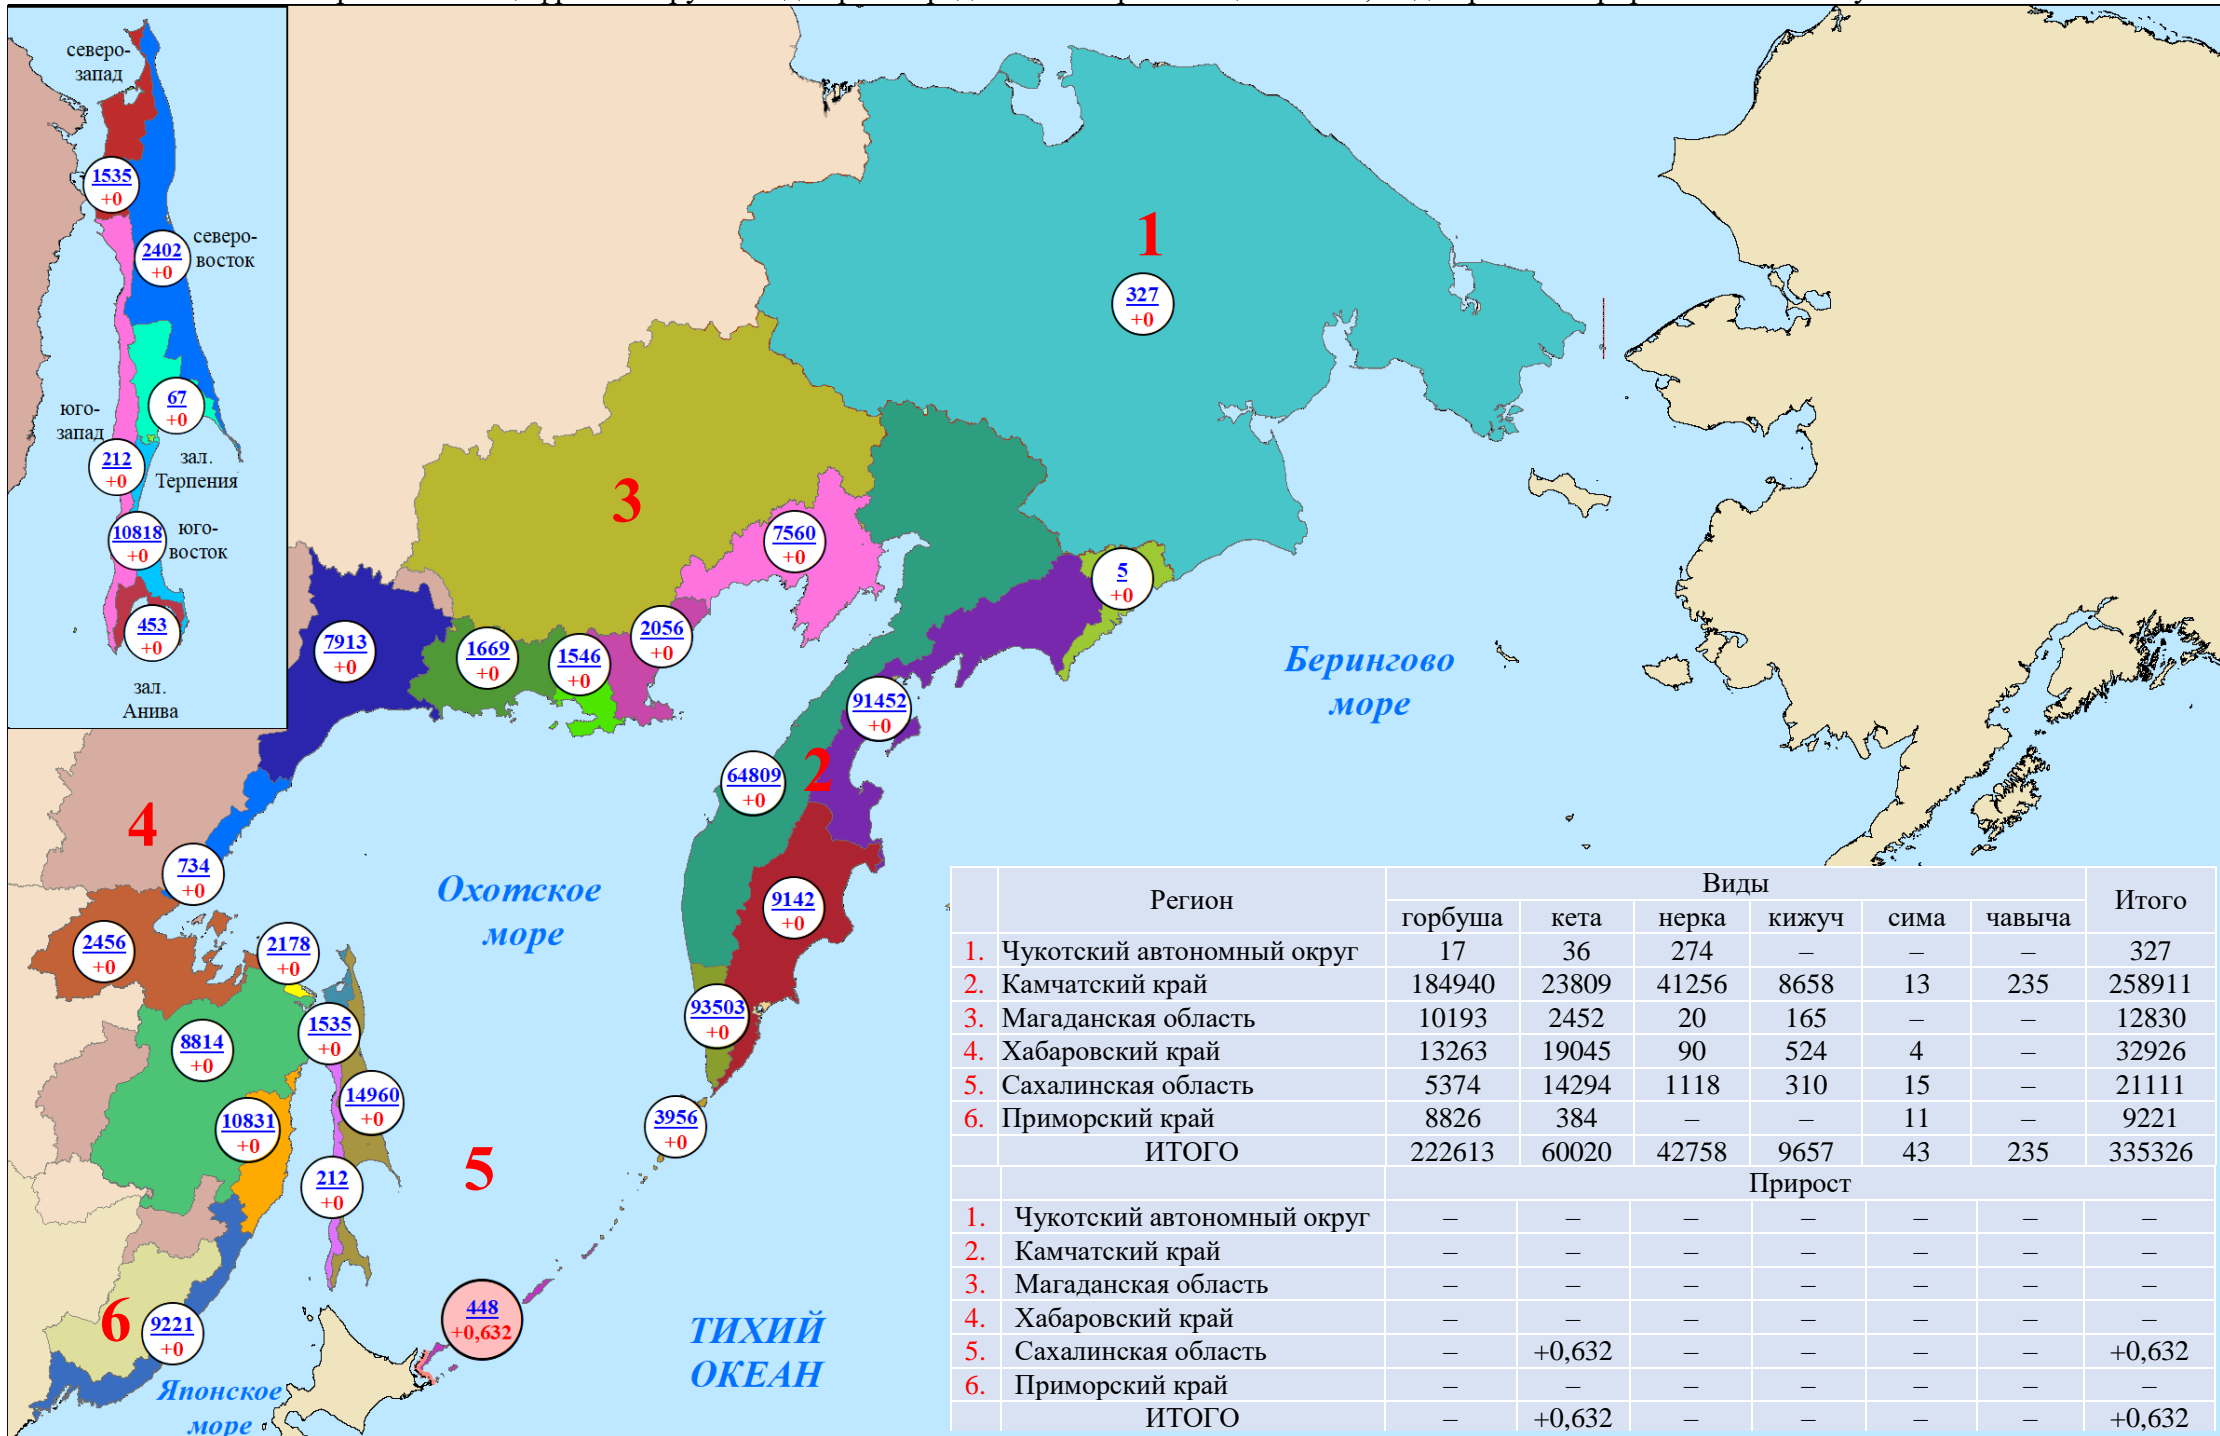 северо-
запад
1535
+0
северо-
восток
2402
+0
67
+0
юго-
запад
212
+0
зал.
Терпения
10818
+0
юго-
восток
453
+0
зал.
Анива
1
327
+0
3
7560
+0
5
+0
2056
+0
7913
+0
1669
+0
1546
+0
Берингово
море
91452
+0
2
64809
+0
4
734
+0
Охотское
море
9142
+0
2456
+0
2178
+0
93503
+0
1535
+0
8814
+0
14960
+0
10831
+0
3956
+0
5
212
+0
448
+0,632
6
9221
+0
ТИХИЙ
ОКЕАН
Японское
море
Регион Виды Итого
горбуша кета нерка кижуч сима чавыча
1. Чукотский автономный округ 17 36 274 – – – 327
2. Камчатский край 184940 23809 41256 8658 13 235 258911
3. Магаданская область 10193 2452 20 165 – – 12830
4. Хабаровский край 13263 19045 90 524 4 – 32926
5. Сахалинская область 5374 14294 1118 310 15 – 21111
6. Приморский край 8826 384 – – 11 – 9221
ИТОГО 222613 60020 42758 9657 43 235 335326
Прирост
1. Чукотский автономный округ – – – – – – –
2. Камчатский край – – – – – – –
3. Магаданская область – – – – – – –
4. Хабаровский край – – – – – – –
5. Сахалинская область – +0,632 – – – – +0,632
6. Приморский край – – – – – – –
ИТОГО – +0,632 – – – – +0,632